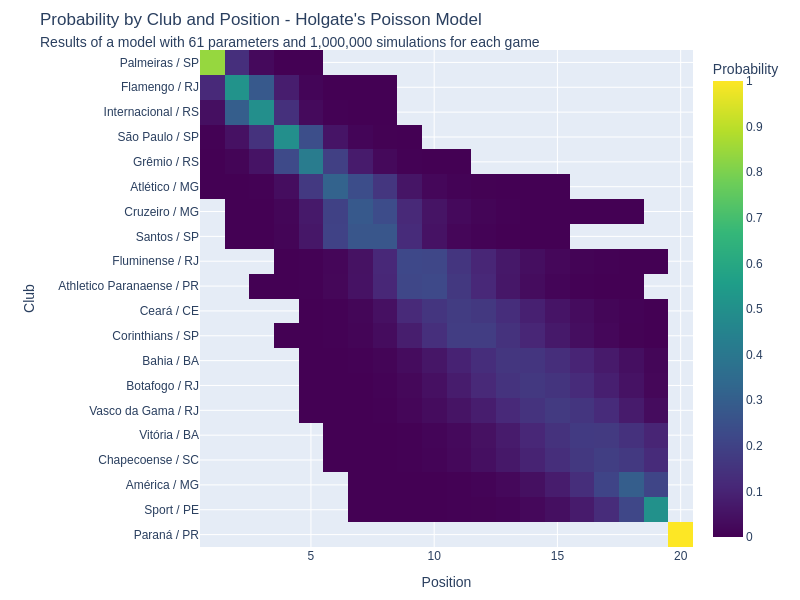 Probability by Club and Position - Holgate's Poisson Model
Results of a model with 61 parameters and 1,000,000 simulations for each game
Probability
Palmeiras / SP
Flamengo / RJ
Internacional / RS
São Paulo / SP
Grêmio / RS
Atlético / MG
Cruzeiro / MG
Santos / SP
Fluminense / RJ
Athletico Paranaense / PR
Ceará / CE
Corinthians / SP
Bahia / BA
Botafogo / RJ
Vasco da Gama / RJ
Vitória / BA
Chapecoense / SC
América / MG
Sport / PE
Paraná / PR
Club
5
10
15
20
Position
1
0.9
0.8
0.7
0.6
0.5
0.4
0.3
0.2
0.1
0